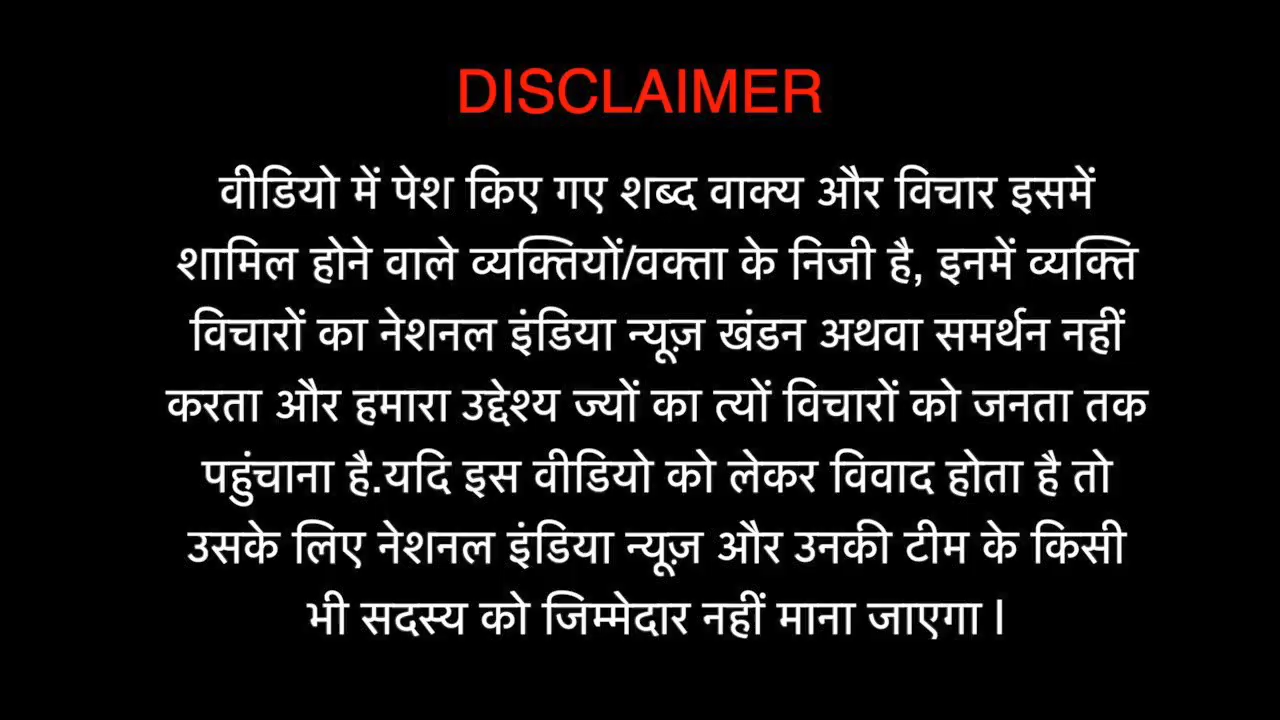 DISCLAIMER
वीडियो में पेश किए गए शब्द वाक्य और विचार इसमें
शामिल होने वाले व्यक्तियों/वक्ता के निजी है, इनमें व्यक्ति
विचारों का नेशनल इंडिया न्यूज़ खंडन अथवा समर्थन नहीं
करता और हमारा उद्देश्य ज्यों का त्यों विचारों को जनता तक
पहुंचाना है.यदि इस वीडियो को लेकर विवाद होता है तो
उसके लिए नेशनल इंडिया न्यूज़ और उनकी टीम के किसी
भी सदस्य को जिम्मेदार नहीं माना जाएगा l